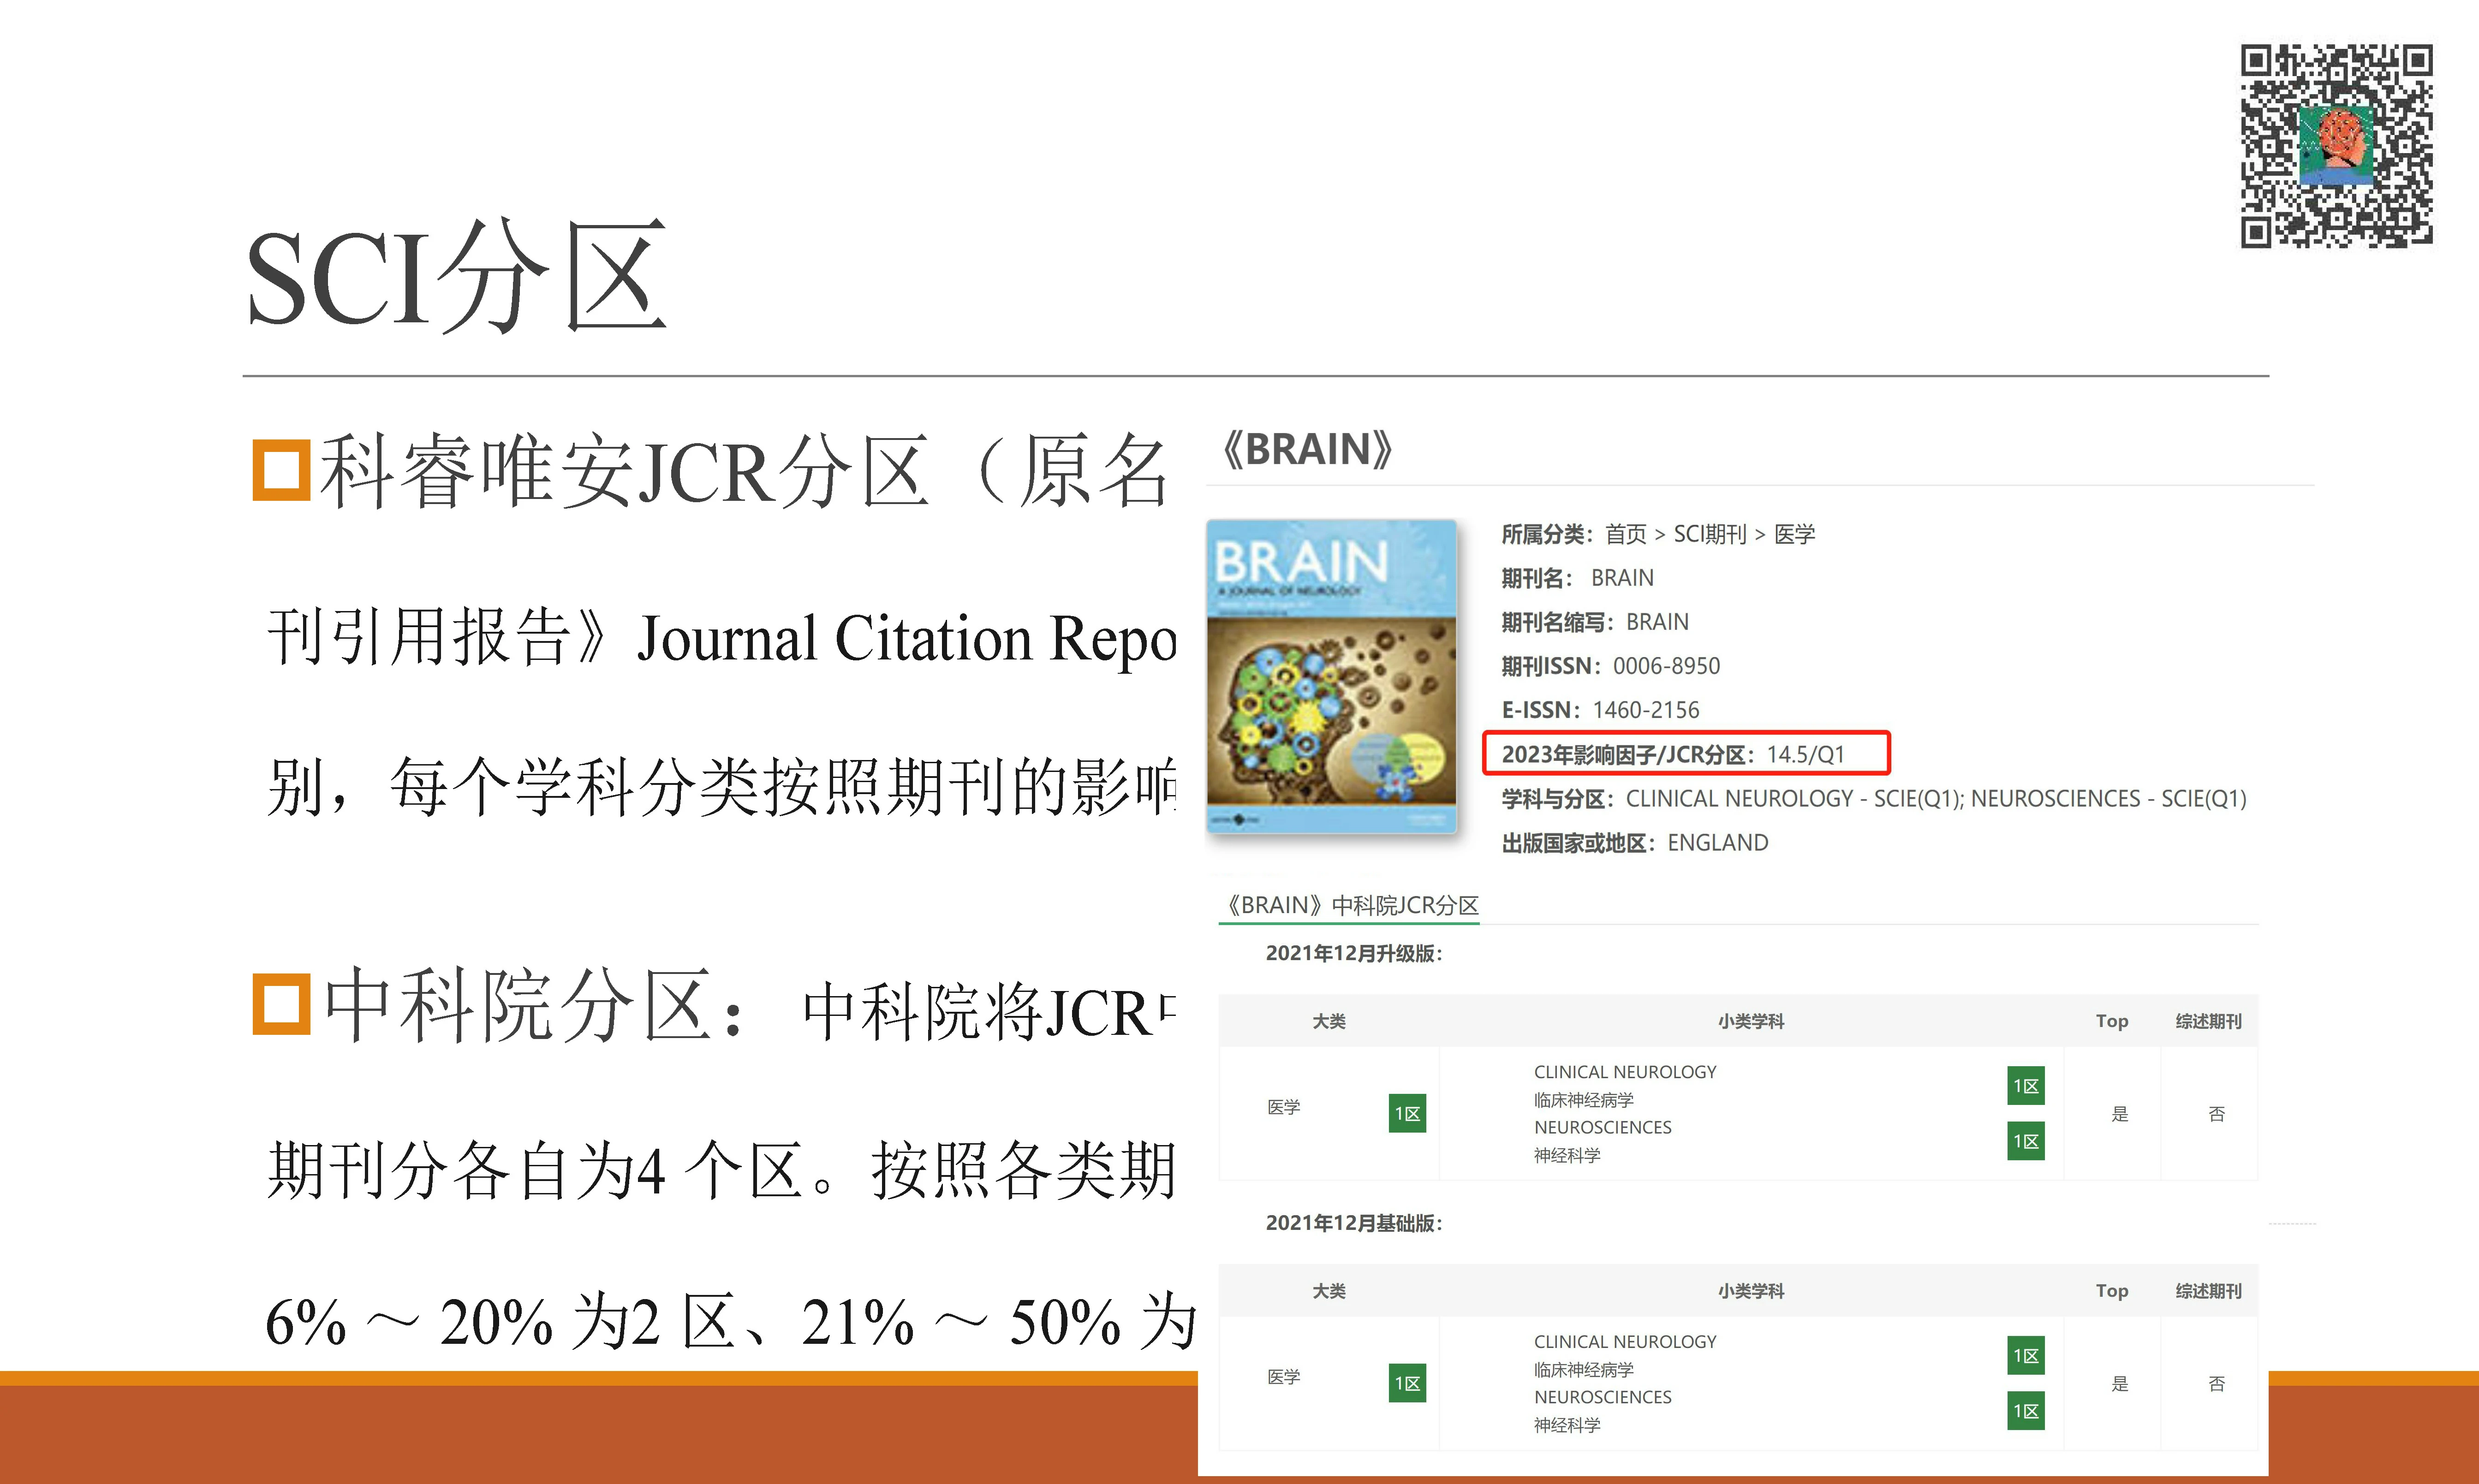 SCI分区
科睿唯安JCR分区（原名
刊引用报告》Journal Citation Repo
别，每个学科分类按照期刊的影响
中科院分区： 中科院将JCR
期刊分各自为4 个区。按照各类期
6% ～ 20% 为2 区、21% ～ 50% 为
《BRAIN》
BRAIN
A JOURNAL OF NEUROLOGY
所属分类：首页 > SCI期刊 > 医学
期刊名： BRAIN
期刊名缩写：BRAIN
期刊ISSN：0006-8950
E-ISSN：1460-2156
2023年影响因子/JCR分区：14.5/Q1
学科与分区：CLINICAL NEUROLOGY - SCIE(Q1); NEUROSCIENCES - SCIE(Q1)
出版国家或地区：ENGLAND
《BRAIN》中科院JCR分区
2021年12月升级版：
大类 小类学科 Top 综述期刊
医学 1区
CLINICAL NEUROLOGY
临床神经病学 1区
NEUROSCIENCES
神经科学 1区
是 否
2021年12月基础版：
大类 小类学科 Top 综述期刊
医学 1区
CLINICAL NEUROLOGY
临床神经病学 1区
NEUROSCIENCES
神经科学 1区
是 否